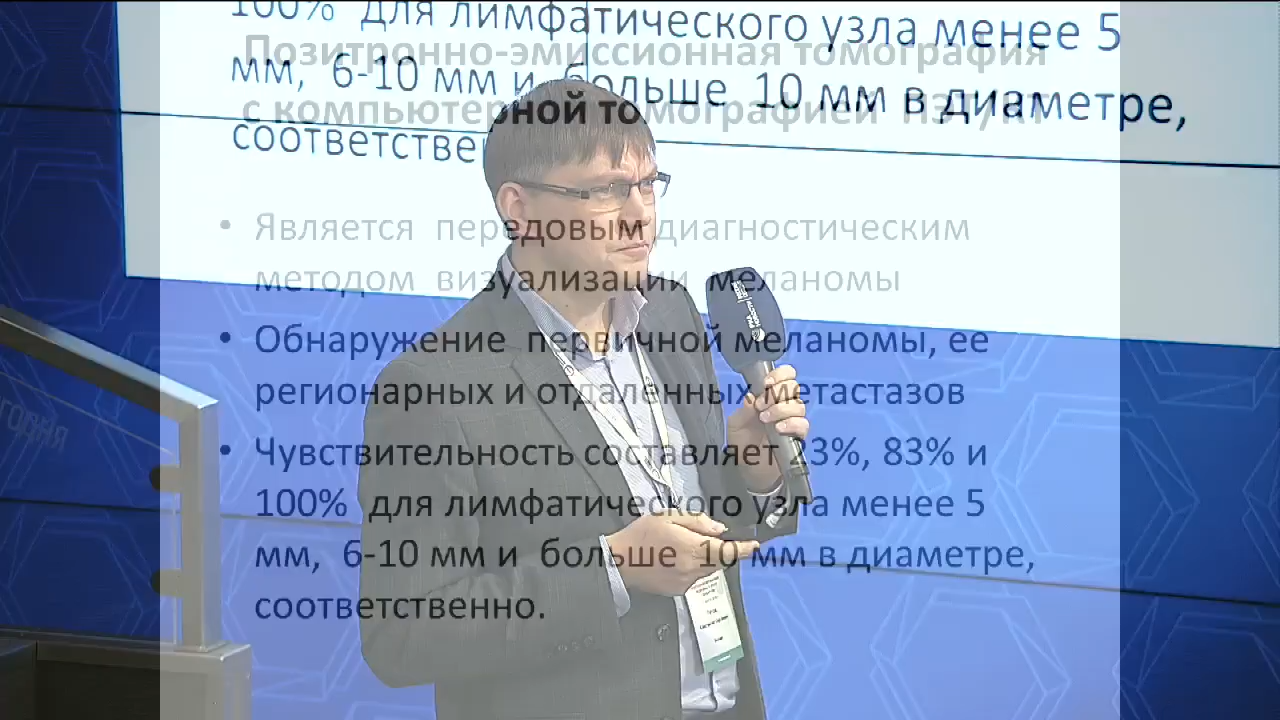 100% для лимфатического узла менее 5
мм, 6-10 мм и больше 10 мм в диаметре,
соответстве
Позитронно-эмиссионная томография
с компьютерной томографией ПЭТ/КТ
• Является передовым диагностическим
методом визуализации меланомы
• Обнаружение первичной меланомы, ее
регионарных и отдаленных метастазов
• Чувствительность составляет 23%, 83% и
100% для лимфатического узла менее 5
мм, 6-10 мм и больше 10 мм в диаметре,
соответственно.
годня